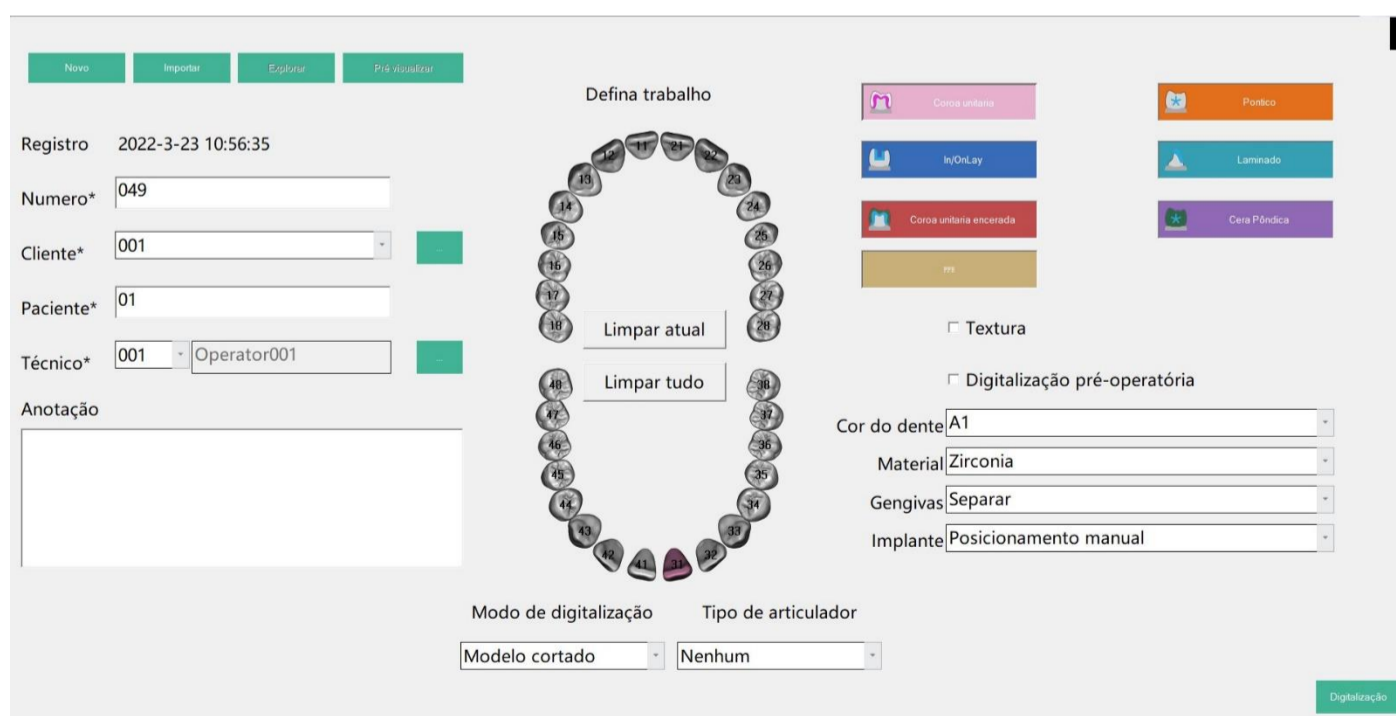 Novo
Importar
Explorar
Pré visualizar
Registro 2022-3-23 10:56:35
Numero* 049
Cliente* 001 ...
Paciente* 01
Técnico* 001 Operator001 ...
Anotação
Defina trabalho
11 21
12 22
13 23
14 24
15 25
16 26
17 27
18 28
Limpar atual
Limpar tudo
48 38
47 37
46 36
45 35
44 34
43 33
42 32
41 31
Modo de digitalização Tipo de articulador
Modelo cortado Nenhum
Coroa unitaria Pontico
In/OnLay Laminado
Coroa unitaria encerada Cera Pôndica
Textura
Digitalização pré-operatória
Cor do dente A1
Material Zirconia
Gengivas Separar
Implante Posicionamento manual
Digitalização